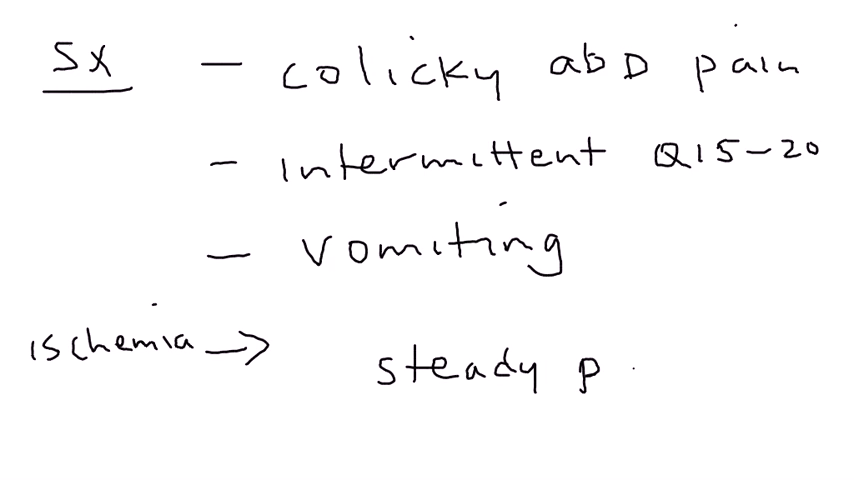 Sx - colicky abD pain
- intermittent Q15-20
- vomiting
ischemia → steady p